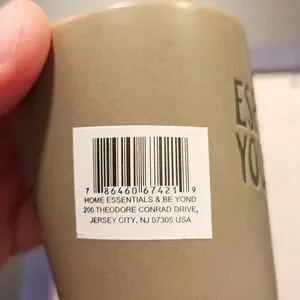 ES
YO
7 86460 67421 9
HOME ESSENTIALS & BE YOND
200 THEODORE CONRAD DRIVE,
JERSEY CITY. NJ 07305 USA